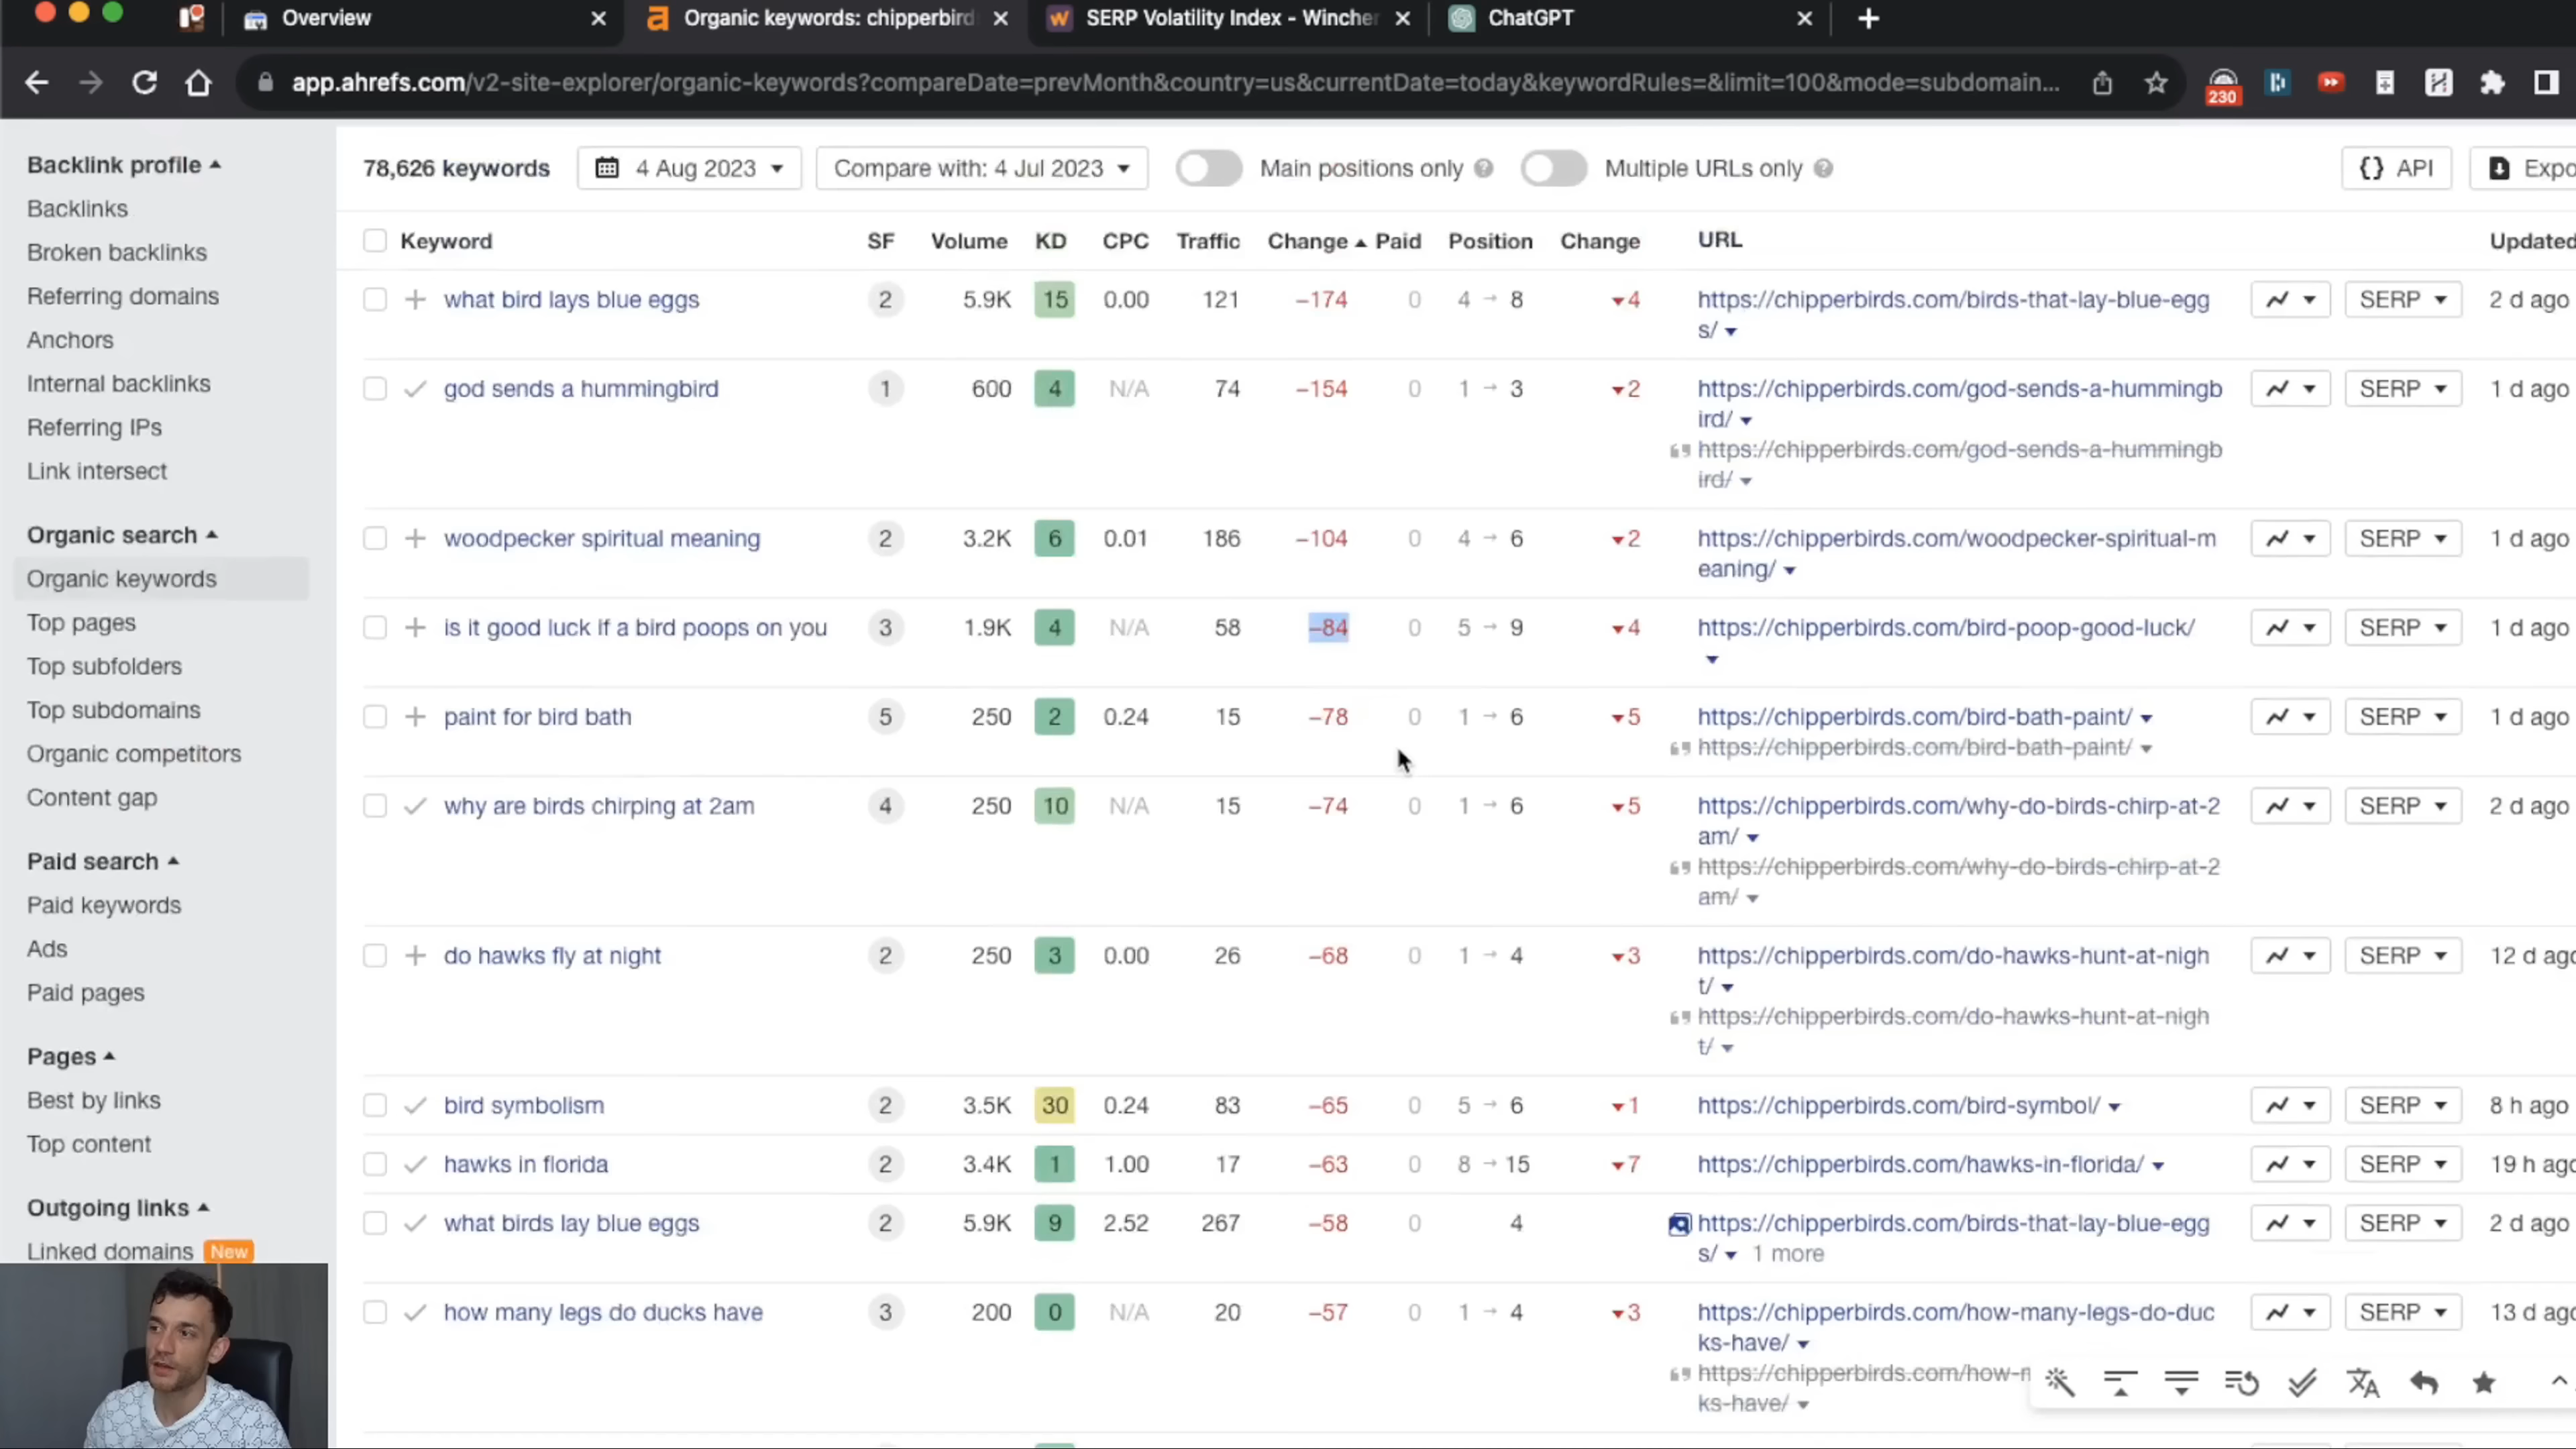 Overview
Organic keywords: chipperbird
SERP Volatility Index - Wincher
ChatGPT
app.ahrefs.com/v2-site-explorer/organic-keywords?compareDate=prevMonth&country=us&currentDate=today&keywordRules=&limit=100&mode=subdomain...
230
Backlink profile
Backlinks
Broken backlinks
Referring domains
Anchors
Internal backlinks
Referring IPs
Link intersect
Organic search
Organic keywords
Top pages
Top subfolders
Top subdomains
Organic competitors
Content gap
Paid search
Paid keywords
Ads
Paid pages
Pages
Best by links
Top content
Outgoing links
Linked domains New
78,626 keywords 4 Aug 2023 Compare with: 4 Jul 2023 Main positions only ? Multiple URLs only ? {} API Expo
Keyword SF Volume KD CPC Traffic Change Paid Position Change URL Updated
what bird lays blue eggs 2 5.9K 15 0.00 121 −174 0 4 → 8 ▾4 https://chipperbirds.com/birds-that-lay-blue-egg SERP 2 d ago
s/
god sends a hummingbird 1 600 4 N/A 74 −154 0 1 → 3 ▾2 https://chipperbirds.com/god-sends-a-hummingb SERP 1 d ago
ird/
https://chipperbirds.com/god-sends-a-hummingb
ird/
woodpecker spiritual meaning 2 3.2K 6 0.01 186 −104 0 4 → 6 ▾2 https://chipperbirds.com/woodpecker-spiritual-m SERP 1 d ago
eaning/
is it good luck if a bird poops on you 3 1.9K 4 N/A 58 −84 0 5 → 9 ▾4 https://chipperbirds.com/bird-poop-good-luck/ SERP 1 d ago
paint for bird bath 5 250 2 0.24 15 −78 0 1 → 6 ▾5 https://chipperbirds.com/bird-bath-paint/ SERP 1 d ago
https://chipperbirds.com/bird-bath-paint/
why are birds chirping at 2am 4 250 10 N/A 15 −74 0 1 → 6 ▾5 https://chipperbirds.com/why-do-birds-chirp-at-2 SERP 2 d ago
am/
https://chipperbirds.com/why-do-birds-chirp-at-2
am/
do hawks fly at night 2 250 3 0.00 26 −68 0 1 → 4 ▾3 https://chipperbirds.com/do-hawks-hunt-at-nigh SERP 12 d ago
t/
https://chipperbirds.com/do-hawks-hunt-at-nigh
t/
bird symbolism 2 3.5K 30 0.24 83 −65 0 5 → 6 ▾1 https://chipperbirds.com/bird-symbol/ SERP 8 h ago
hawks in florida 2 3.4K 1 1.00 17 −63 0 8 → 15 ▾7 https://chipperbirds.com/hawks-in-florida/ SERP 19 h ago
what birds lay blue eggs 2 5.9K 9 2.52 267 −58 0 4 https://chipperbirds.com/birds-that-lay-blue-egg SERP 2 d ago
s/ 1 more
how many legs do ducks have 3 200 0 N/A 20 −57 0 1 → 4 ▾3 https://chipperbirds.com/how-many-legs-do-duc SERP 13 d ago
ks-have/
https://chipperbirds.com/how-
ks-have/